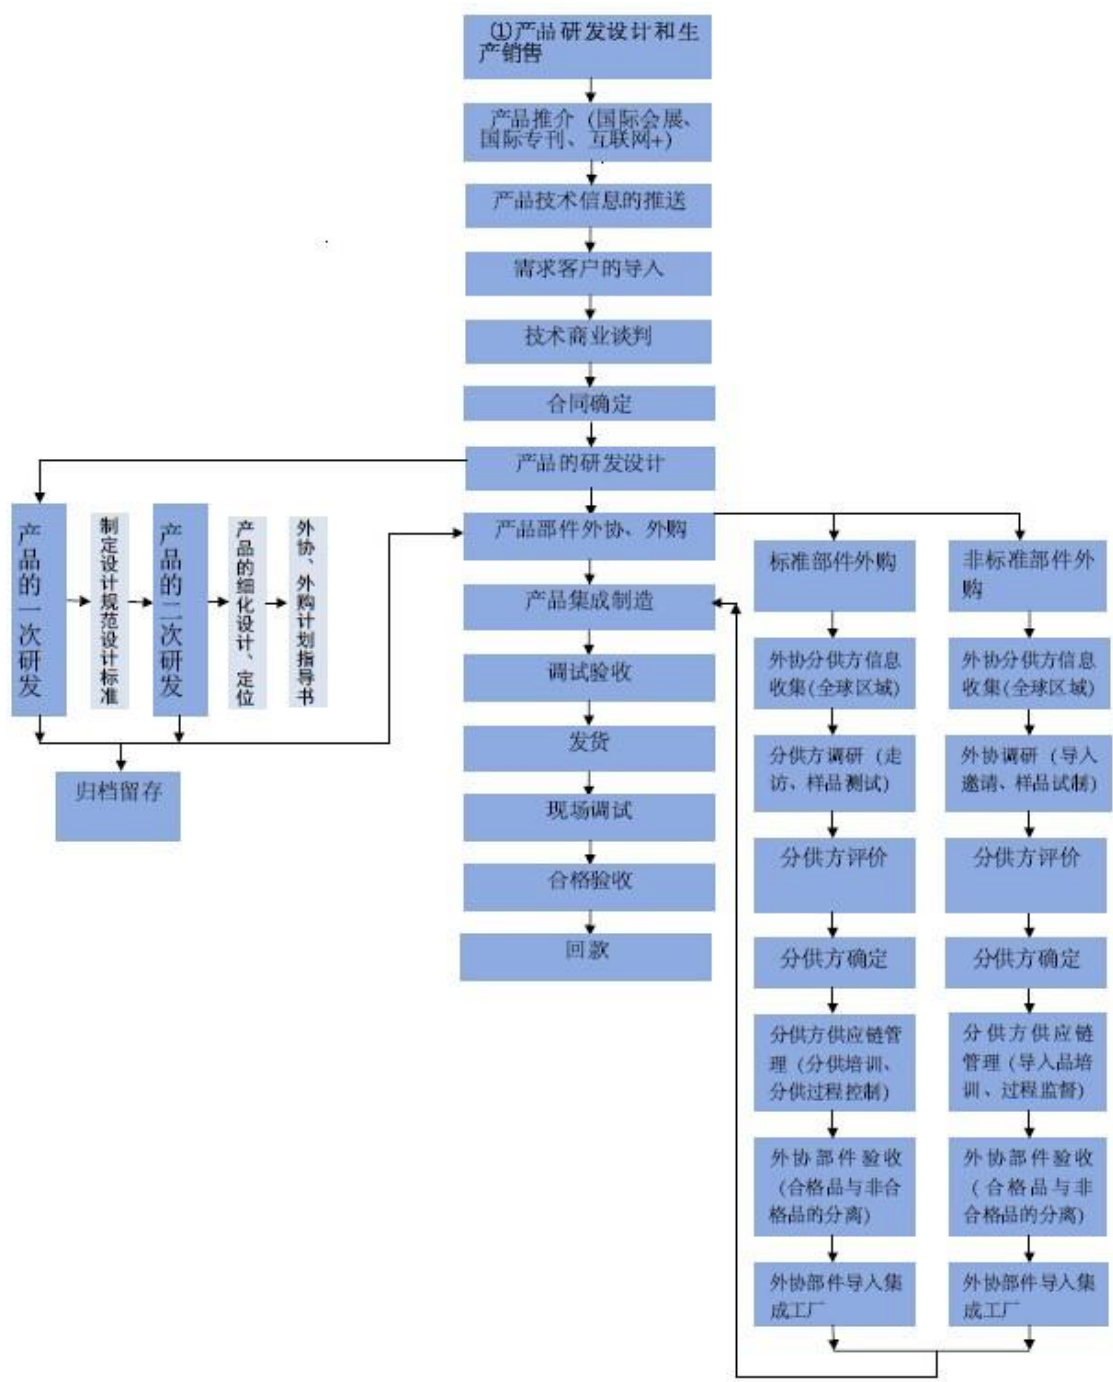 ①产品研发设计和生
产销售
产品推介（国际会展、
国际专刊、互联网+）
产品技术信息的推送
需求客户的导入
技术商业谈判
合同确定
产品的研发设计
产品的一次研发
制定设计规范设计标准
产品的二次研发
产品的细化设计、定位
外协、外购计划指导书
归档留存
产品部件外协、外购
产品集成制造
调试验收
发货
现场调试
合格验收
回款
标准部件外购
外协分供方信息
收集(全球区域)
分供方调研（走
访、样品测试）
分供方评价
分供方确定
分供方供应链管
理（分供培训、
分供过程控制）
外协部件验收
（合格品与非合
格品的分离）
外协部件导入集
成工厂
非标准部件外
购
外协分供方信息
收集(全球区域)
外协调研（导入
邀请、样品试制）
分供方评价
分供方确定
分供方供应链
管理（导入品培
训、过程监督）
外协部件验收
（合格品与非
合格品的分离）
外协部件导入集
成工厂